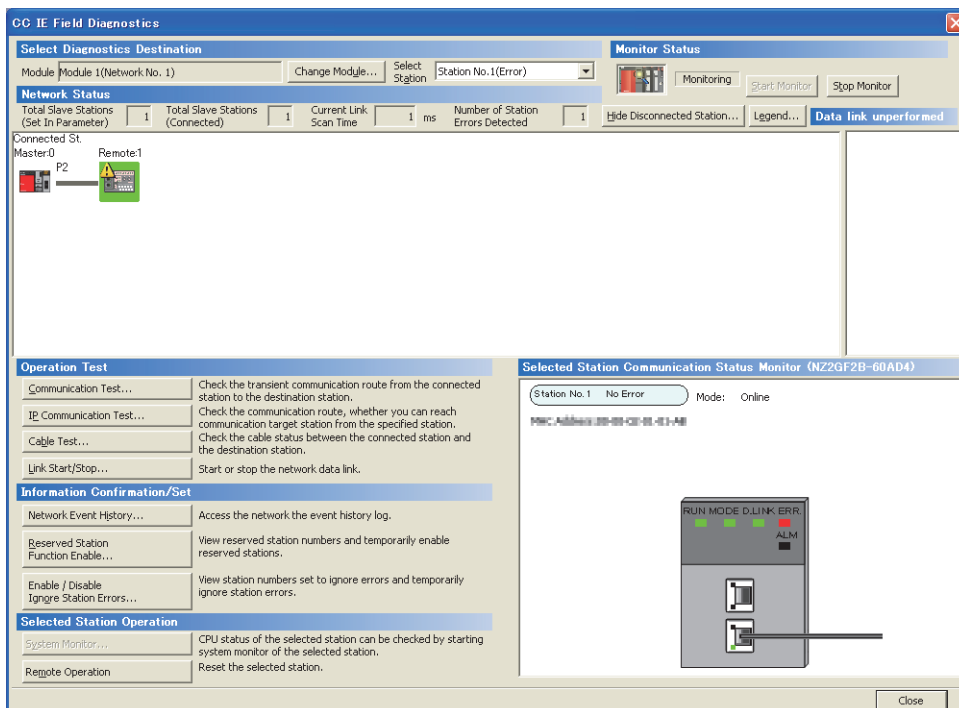 CC IE Field Diagnostics
Select Diagnostics Destination
Monitor Status
Module Module 1(Network No. 1)
Change Module...
Select Station
Station No.1(Error)
Monitoring
Start Monitor
Stop Monitor
Network Status
Total Slave Stations (Set In Parameter) 1
Total Slave Stations (Connected) 1
Current Link Scan Time 1 ms
Number of Station Errors Detected 1
Hide Disconnected Station...
Legend...
Data link unperformed
Connected St.
Master:0
Remote:1
P2
Operation Test
Communication Test...
Check the transient communication route from the connected
station to the destination station.
IP Communication Test...
Check the communication route, whether you can reach
communication target station from the specified station.
Cable Test...
Check the cable status between the connected station and
the destination station.
Link Start/Stop...
Start or stop the network data link.
Information Confirmation/Set
Network Event History...
Access the network the event history log.
Reserved Station
Function Enable...
View reserved station numbers and temporarily enable
reserved stations.
Enable / Disable
Ignore Station Errors...
View station numbers set to ignore errors and temporarily
ignore station errors.
Selected Station Operation
System Monitor...
CPU status of the selected station can be checked by starting
system monitor of the selected station.
Remote Operation
Reset the selected station.
Selected Station Communication Status Monitor (NZ2GF2B-60AD4)
Station No.1 No Error
Mode: Online
RUN MODE D.LINK ERR.
ALM
Close